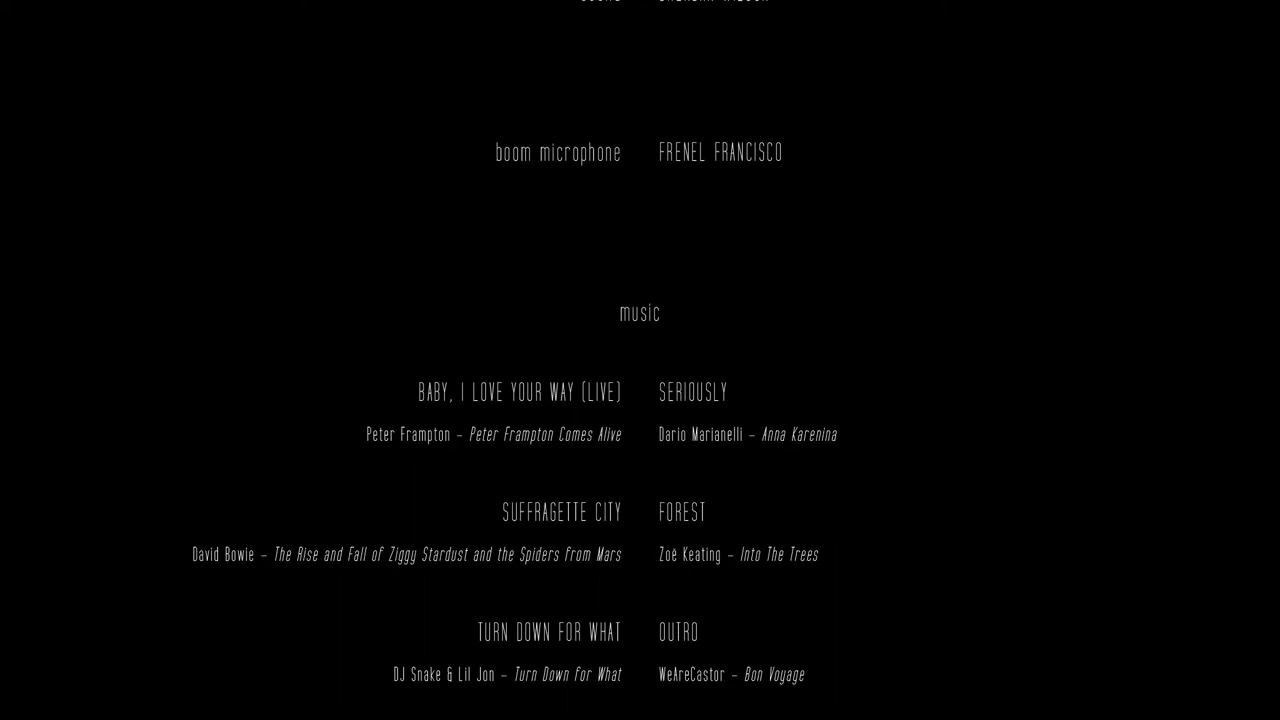 boom microphone FRENEL FRANCISCO
music
BABY, I LOVE YOUR WAY (LIVE) SERIOUSLY
Peter Frampton – Peter Frampton Comes Alive Dario Marianelli – Anna Karenina
SUFFRAGETTE CITY FOREST
David Bowie – The Rise and Fall of Ziggy Stardust and the Spiders from Mars Zoë Keating – Into The Trees
TURN DOWN FOR WHAT OUTRO
DJ Snake & Lil Jon – Turn Down for What WeAreCastor – Bon Voyage